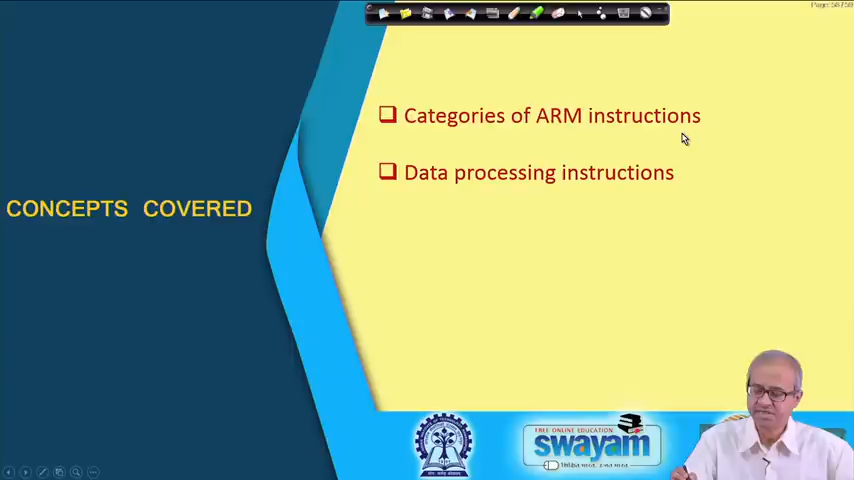 Categories of ARM instructions
Data processing instructions
CONCEPTS COVERED
FREE ONLINE EDUCATION
swayam